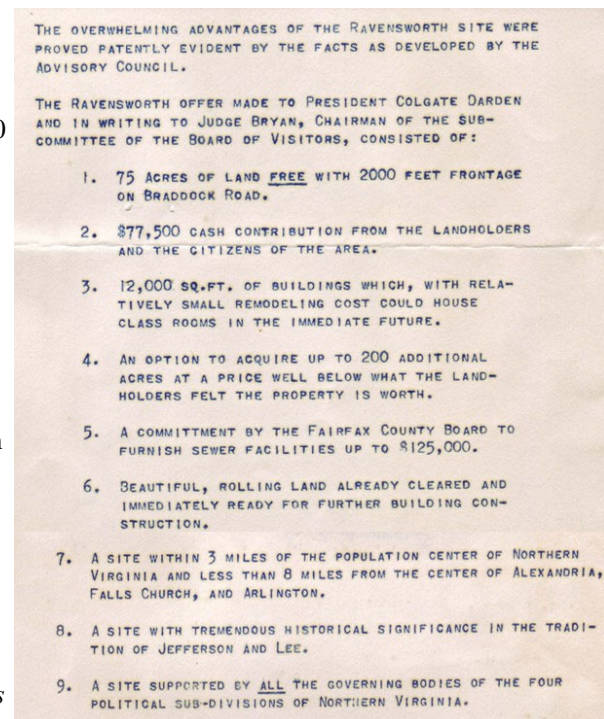 THE OVERWHELMING ADVANTAGES OF THE RAVENSWORTH SITE WERE
PROVED PATENTLY EVIDENT BY THE FACTS AS DEVELOPED BY THE
ADVISORY COUNCIL.
THE RAVENSWORTH OFFER MADE TO PRESIDENT COLGATE DARDEN
AND IN WRITING TO JUDGE BRYAN, CHAIRMAN OF THE SUB-
COMMITTEE OF THE BOARD OF VISITORS, CONSISTED OF:
1. 75 ACRES OF LAND FREE WITH 2000 FEET FRONTAGE
ON BRADDOCK ROAD.
2. $77,500 CASH CONTRIBUTION FROM THE LANDHOLDERS
AND THE CITIZENS OF THE AREA.
3. 12,000 SQ.FT. OF BUILDINGS WHICH, WITH RELA-
TIVELY SMALL REMODELING COST COULD HOUSE
CLASS ROOMS IN THE IMMEDIATE FUTURE.
4. AN OPTION TO ACQUIRE UP TO 200 ADDITIONAL
ACRES AT A PRICE WELL BELOW WHAT THE LAND-
HOLDERS FELT THE PROPERTY IS WORTH.
5. A COMMITTMENT BY THE FAIRFAX COUNTY BOARD TO
FURNISH SEWER FACILITIES UP TO $125,000.
6. BEAUTIFUL, ROLLING LAND ALREADY CLEARED AND
IMMEDIATELY READY FOR FURTHER BUILDING CON-
STRUCTION.
7. A SITE WITHIN 3 MILES OF THE POPULATION CENTER OF NORTHERN
VIRGINIA AND LESS THAN 8 MILES FROM THE CENTER OF ALEXANDRIA,
FALLS CHURCH, AND ARLINGTON.
8. A SITE WITH TREMENDOUS HISTORICAL SIGNIFICANCE IN THE TRADI-
TION OF JEFFERSON AND LEE.
9. A SITE SUPPORTED BY ALL THE GOVERNING BODIES OF THE FOUR
POLITICAL SUB-DIVISIONS OF NORTHERN VIRGINIA.